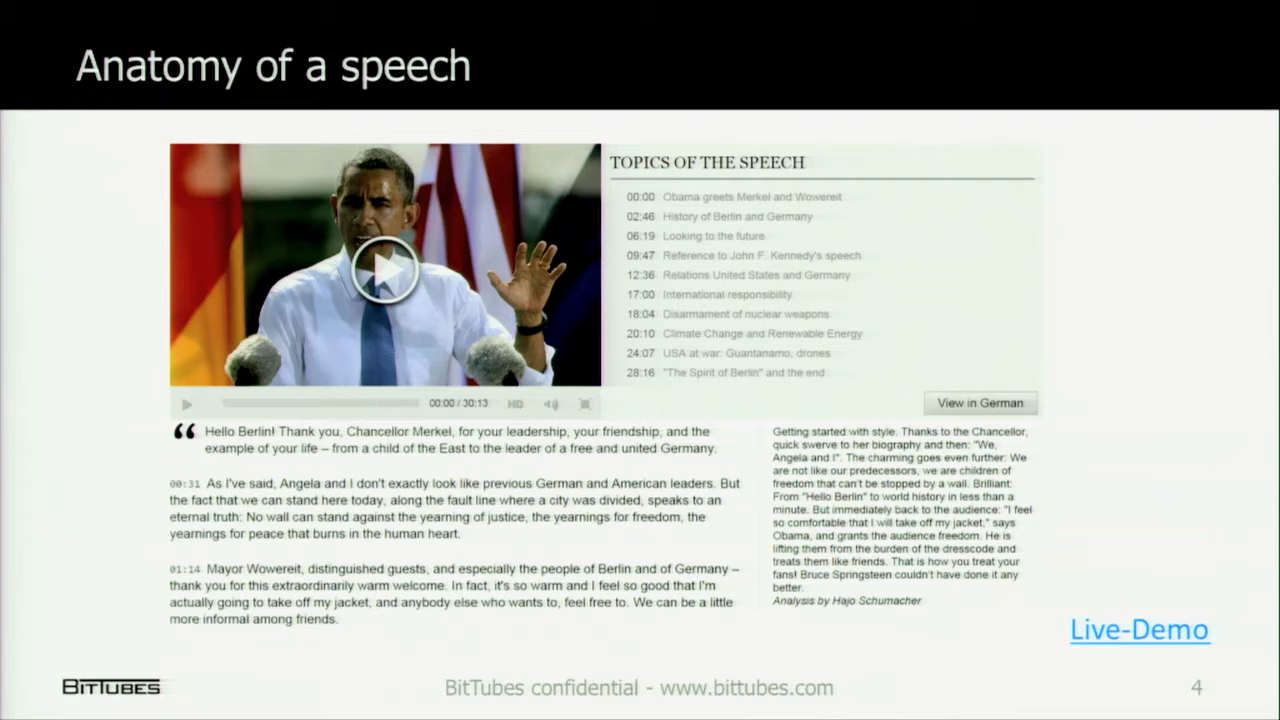 Anatomy of a speech
TOPICS OF THE SPEECH
00:00 Obama greets Merkel and Wowereit
02:46 History of Berlin and Germany
06:19 Looking to the future
09:47 Reference to John F. Kennedy's speech
12:36 Relations United States and Germany
17:00 International responsibility
18:04 Disarmament of nuclear weapons
20:10 Climate Change and Renewable Energy
24:07 USA at war: Guantanamo, drones
28:16 "The Spirit of Berlin" and the end
00:00 / 30:13 HD
View in German
“ Hello Berlin! Thank you, Chancellor Merkel, for your leadership, your friendship, and the
example of your life – from a child of the East to the leader of a free and united Germany.
00:31 As I've said, Angela and I don't exactly look like previous German and American leaders. But
the fact that we can stand here today, along the fault line where a city was divided, speaks to an
eternal truth: No wall can stand against the yearning of justice, the yearnings for freedom, the
yearnings for peace that burns in the human heart.
01:14 Mayor Wowereit, distinguished guests, and especially the people of Berlin and of Germany –
thank you for this extraordinarily warm welcome. In fact, it's so warm and I feel so good that I'm
actually going to take off my jacket, and anybody else who wants to, feel free to. We can be a little
more informal among friends.
Getting started with style. Thanks to the Chancellor,
quick swerve to her biography and then: "We,
Angela and I". The charming goes even further: We
are not like our predecessors, we are children of
freedom that can't be stopped by a wall. Brilliant:
From "Hello Berlin" to world history in less than a
minute. But immediately back to the audience: "I feel
so comfortable that I will take off my jacket," says
Obama, and grants the audience freedom. He is
lifting them from the burden of the dresscode and
treats them like friends. That is how you treat your
fans! Bruce Springsteen couldn't have done it any
better.
Analysis by Hajo Schumacher
Live-Demo
BITTUBES
BitTubes confidential - www.bittubes.com
4